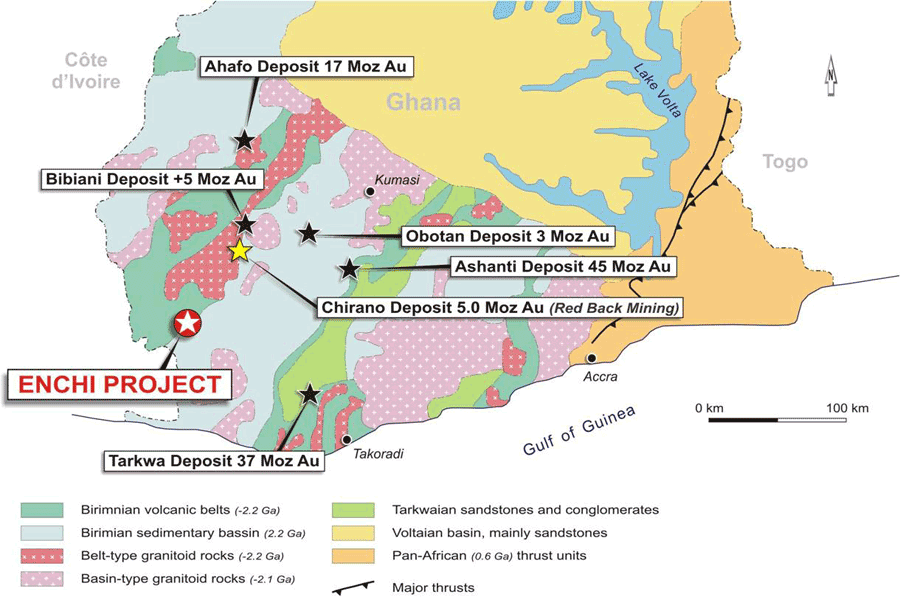 Côte
d'Ivoire
Ahafo Deposit 17 Moz Au
Ghana
Lake Volta
N
Togo
Bibiani Deposit +5 Moz Au
Kumasi
Obotan Deposit 3 Moz Au
Ashanti Deposit 45 Moz Au
Chirano Deposit 5.0 Moz Au (Red Back Mining)
ENCHI PROJECT
Accra
0 km
100 km
Gulf of Guinea
Takoradi
Tarkwa Deposit 37 Moz Au
Birimnian volcanic belts (-2.2 Ga)
Birimian sedimentary bassin (2.2 Ga)
Belt-type granitoid rocks (-2.2 Ga)
Basin-type granitoid rocks (-2.1 Ga)
Tarkwaian sandstones and conglomerates
Voltaian basin, mainly sandstones
Pan-African (0.6 Ga) thrust units
Major thrusts